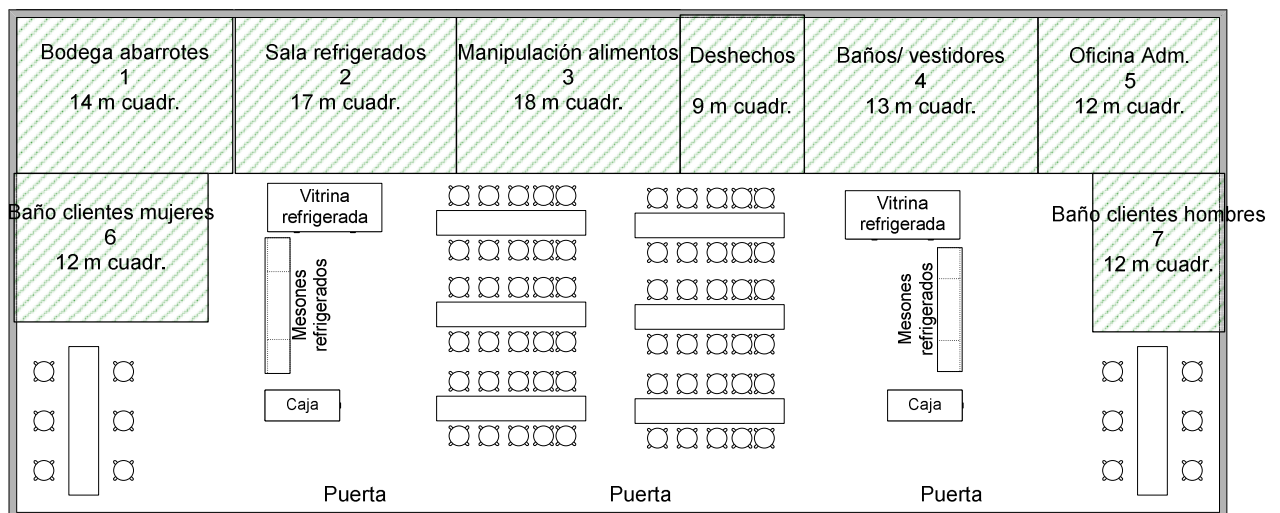 Bodega abarrotes
1
14 m cuadr.
Sala refrigerados
2
17 m cuadr.
Manipulación alimentos
3
18 m cuadr.
Deshechos
9 m cuadr.
Baños/ vestidores
4
13 m cuadr.
Oficina Adm.
5
12 m cuadr.
Baño clientes mujeres
6
12 m cuadr.
Vitrina
refrigerada
Mesones
refrigerados
Caja
Vitrina
refrigerada
Mesones
refrigerados
Caja
Baño clientes hombres
7
12 m cuadr.
Puerta
Puerta
Puerta